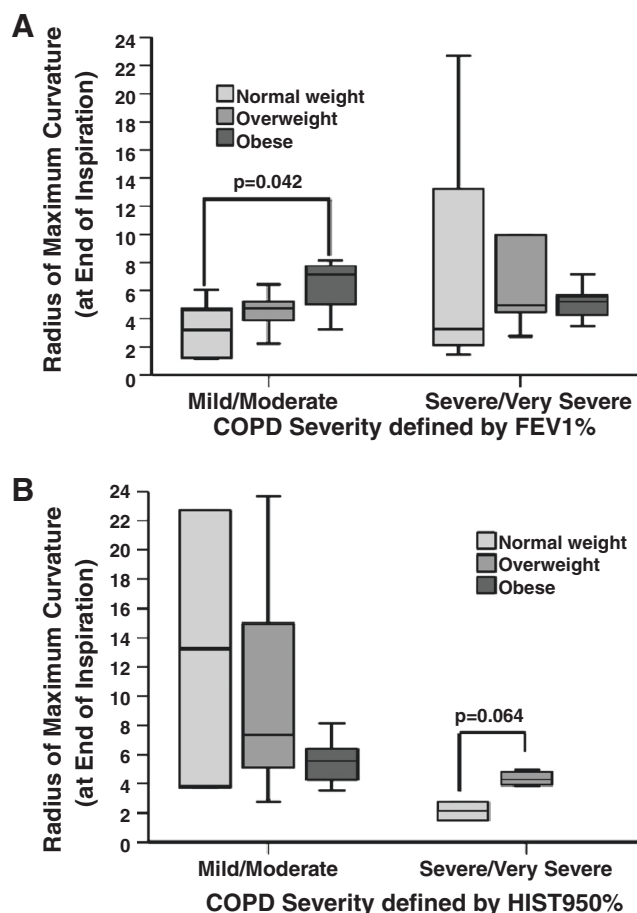 A
Radius of Maximum Curvature
(at End of Inspiration)
24
22
20
18
16
14
12
10
8
6
4
2
0
Normal weight
Overweight
Obese
p=0.042
Mild/Moderate
Severe/Very Severe
COPD Severity defined by FEV1%
B
Radius of Maximum Curvature
(at End of Inspiration)
24
22
20
18
16
14
12
10
8
6
4
2
0
Normal weight
Overweight
Obese
p=0.064
Mild/Moderate
Severe/Very Severe
COPD Severity defined by HIST950%